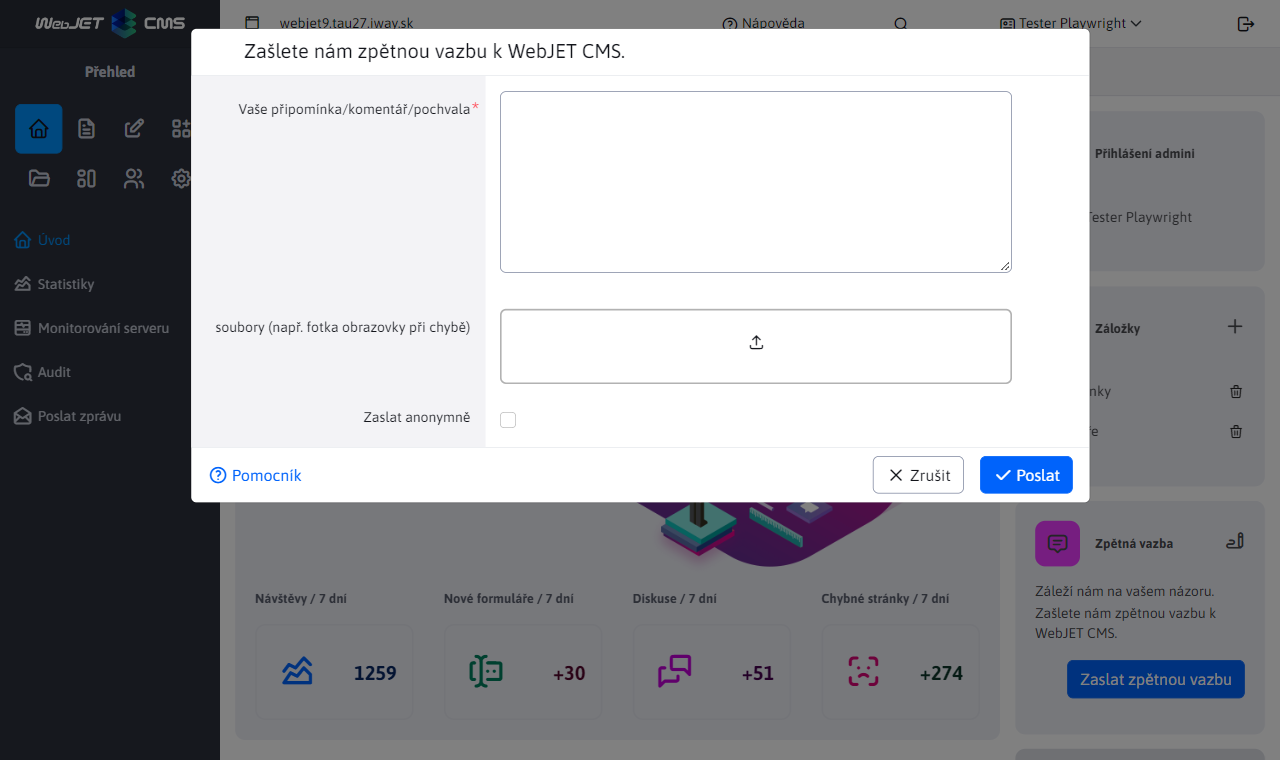 WebJET CMS
webjet9.tau27.iway.sk
Nápověda
Tester Playwright
Zašlete nám zpětnou vazbu k WebJET CMS.
Přehled
Vaše připomínka/komentář/pochvala*
Přihlášení admini
Tester Playwright
Úvod
Statistiky
soubory (např. fotka obrazovky při chybě)
Monitorování serveru
Záložky
Audit
nky
Zaslat anonymně
Poslat zprávu
ře
Pomocník
Zrušit
Poslat
Zpětná vazba
Záleží nám na vašem názoru.
Zašlete nám zpětnou vazbu k
WebJET CMS.
Zaslat zpětnou vazbu
Návštěvy / 7 dní
Nové formuláře / 7 dní
Diskuse / 7 dní
Chybné stránky / 7 dní
1259
+30
+51
+274